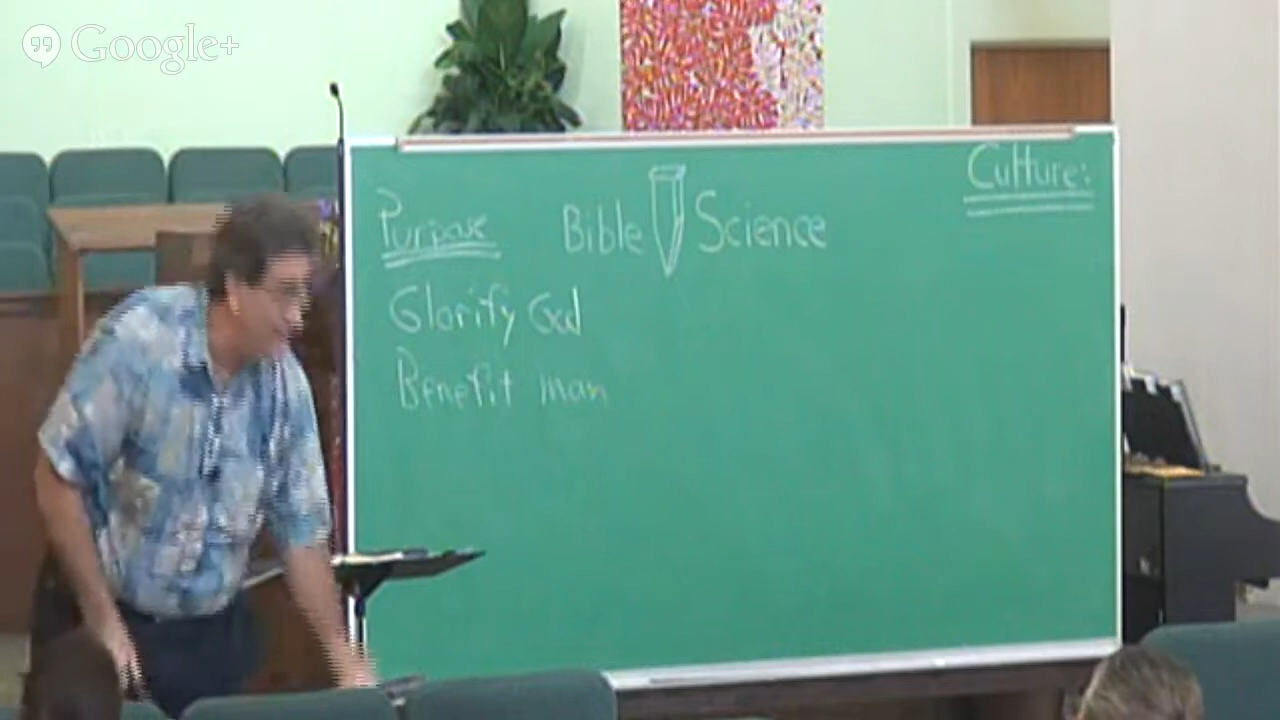 Google+
Culture:
Purpose
Bible Science
Glorify God
Benefit man